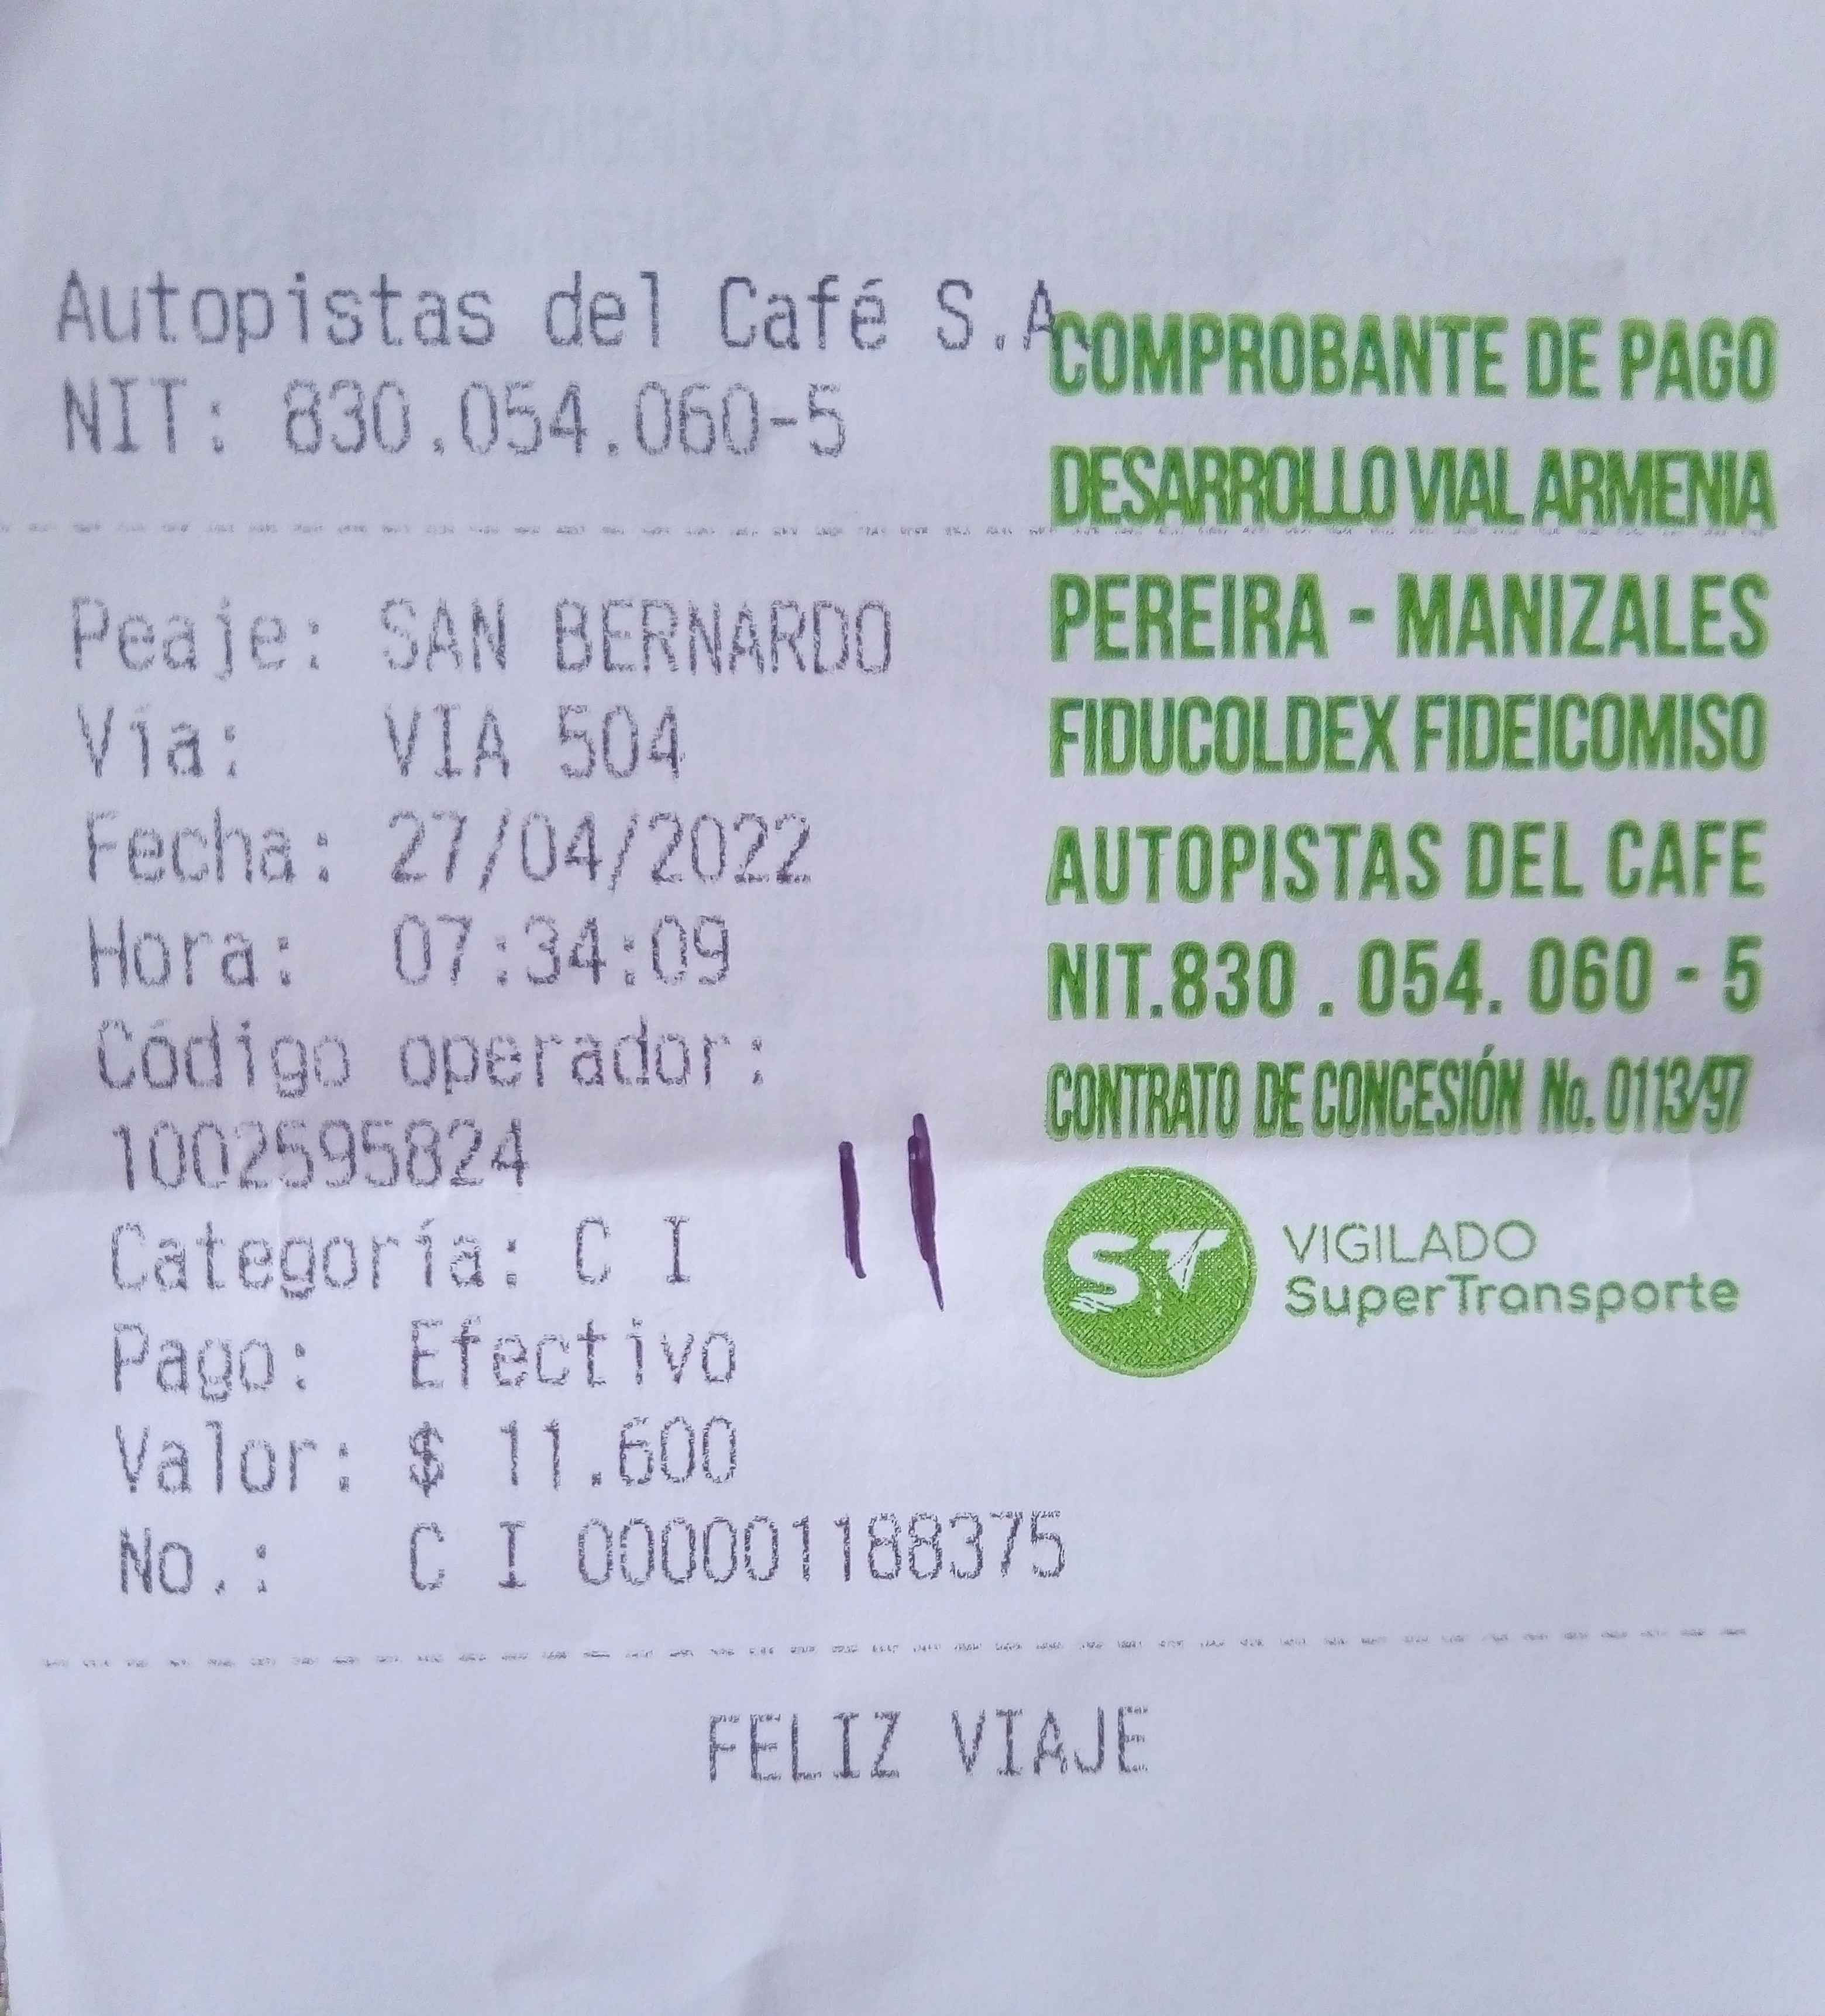 Autopistas del Café S.A.
NIT: 830.054.060-5
Peaje: SAN BERNARDO
Vía: VIA 504
Fecha: 27/04/2022
Hora: 07:34:09
Código operador:
1002595824
Categoría: C I
Pago: Efectivo
Valor: $ 11.600
No.: C I 000001188375
FELIZ VIAJE
COMPROBANTE DE PAGO
DESARROLLO VIAL ARMENIA
PEREIRA - MANIZALES
FIDUCOLDEX FIDEICOMISO
AUTOPISTAS DEL CAFE
NIT.830 . 054. 060 - 5
CONTRATO DE CONCESIÓN No. 0113/97
ST
VIGILADO
SuperTransporte
11